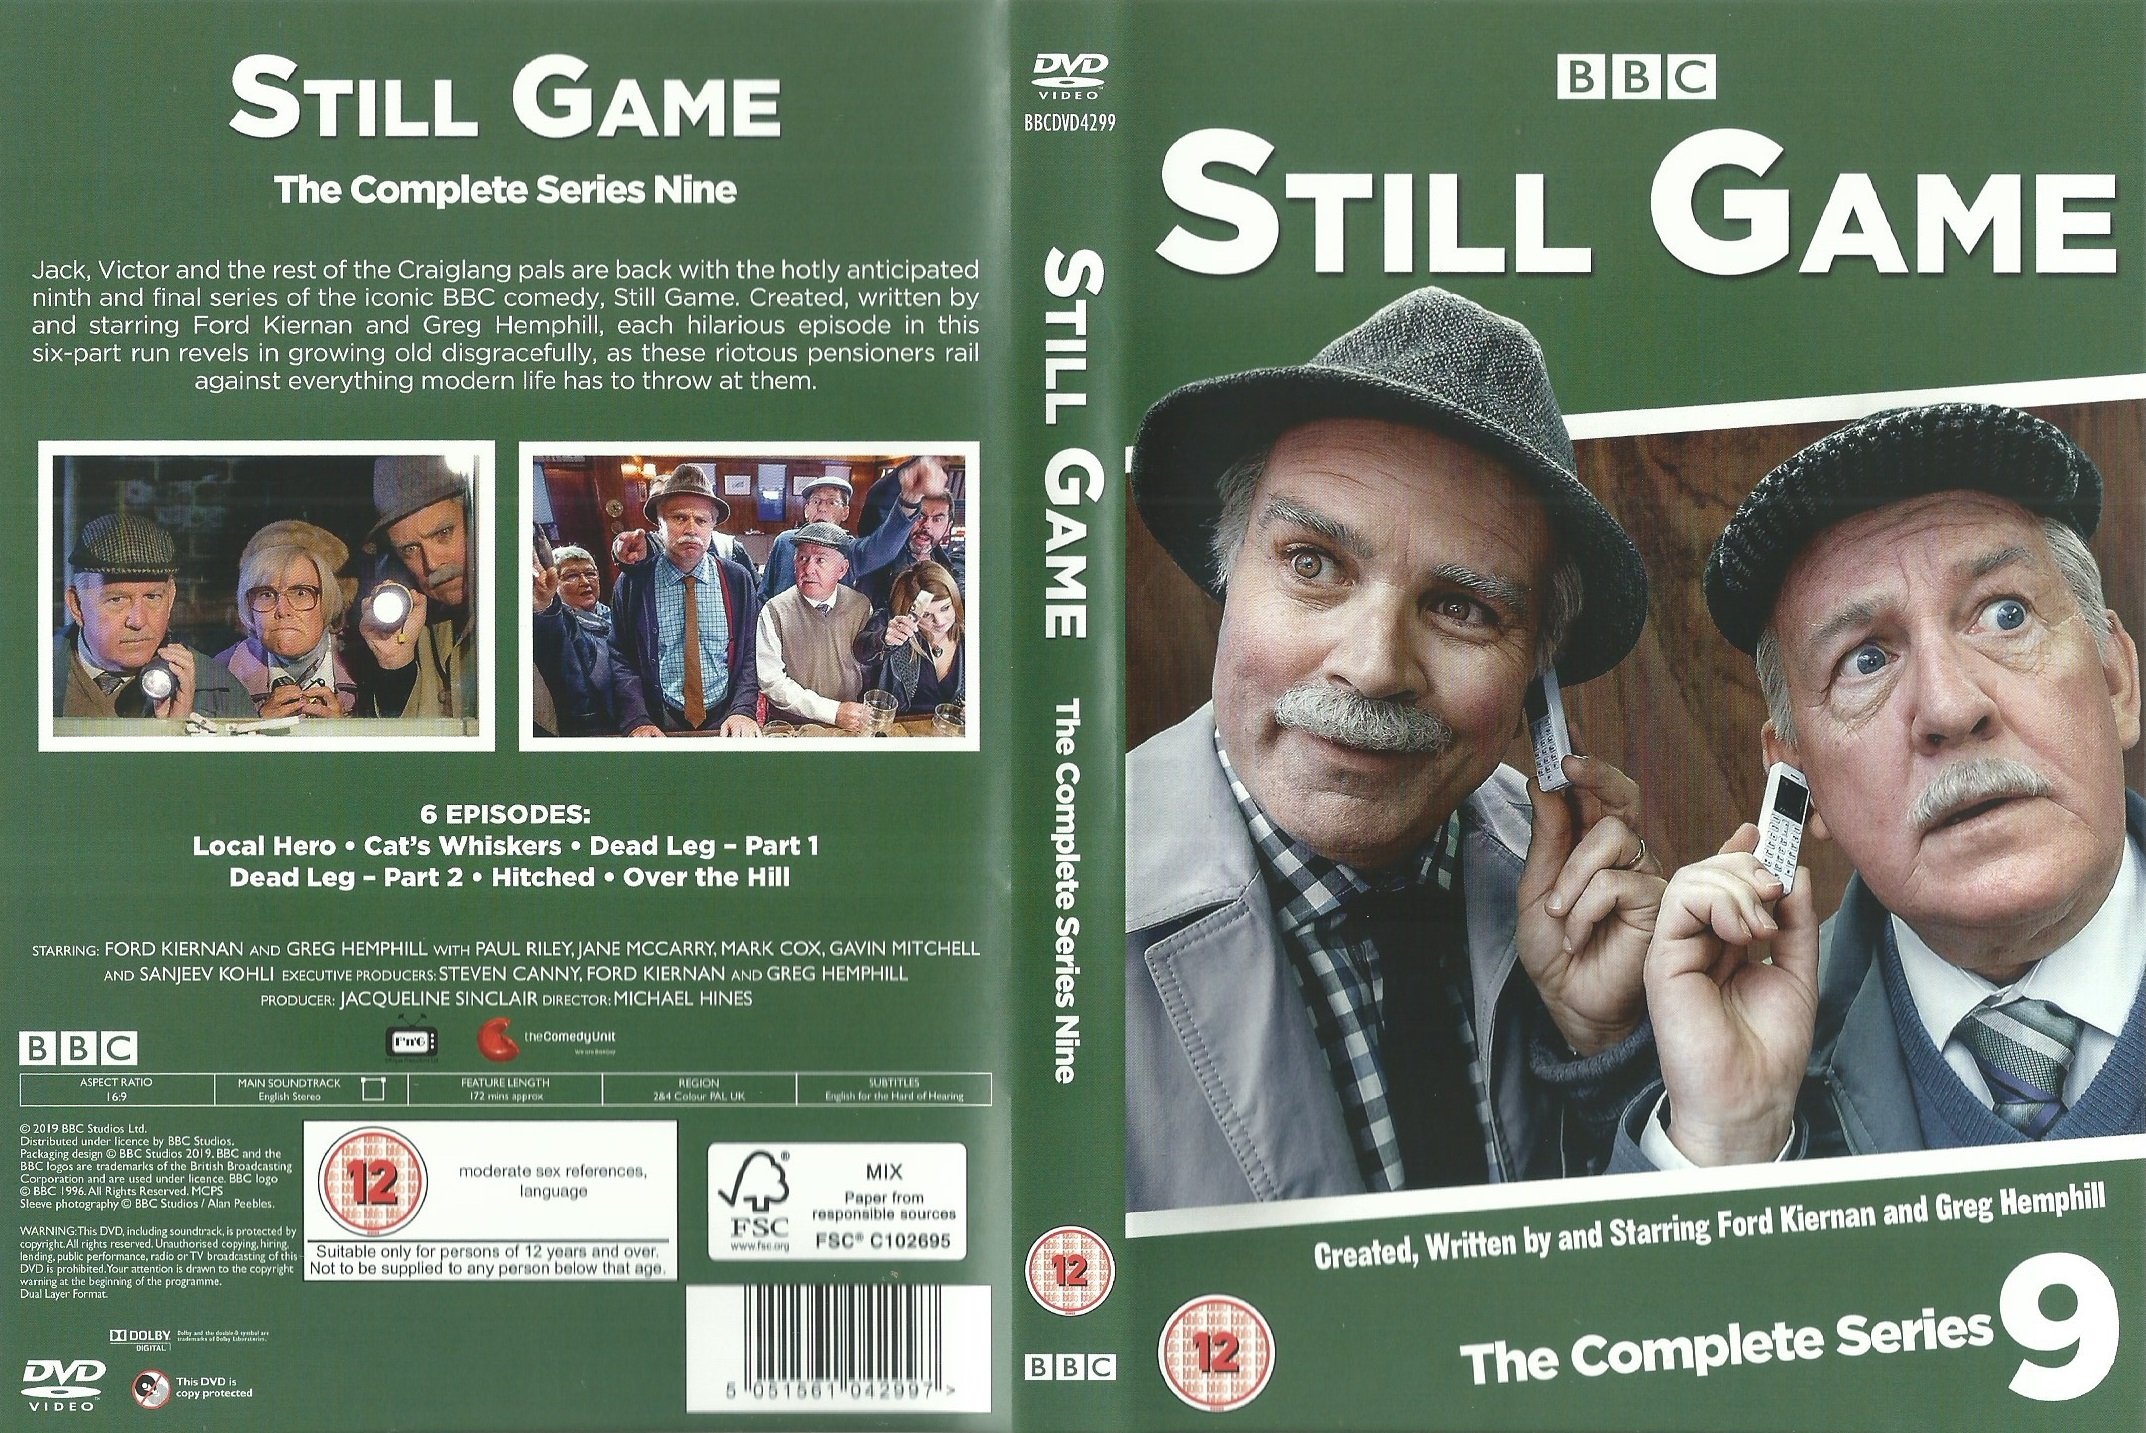 STILL GAME
The Complete Series Nine
Jack, Victor and the rest of the Craiglang pals are back with the hotly anticipated
ninth and final series of the iconic BBC comedy, Still Game. Created, written by
and starring Ford Kiernan and Greg Hemphill, each hilarious episode in this
six-part run revels in growing old disgracefully, as these riotous pensioners rail
against everything modern life has to throw at them.
6 EPISODES:
Local Hero • Cat's Whiskers • Dead Leg – Part 1
Dead Leg – Part 2 • Hitched • Over the Hill
STARRING: FORD KIERNAN AND GREG HEMPHILL WITH PAUL RILEY, JANE MCCARRY, MARK COX, GAVIN MITCHELL
AND SANJEEV KOHLI EXECUTIVE PRODUCERS: STEVEN CANNY, FORD KIERNAN AND GREG HEMPHILL
PRODUCER: JACQUELINE SINCLAIR DIRECTOR: MICHAEL HINES
BBC
FnG
theComedyUnit
ASPECT RATIO
16:9
MAIN SOUNDTRACK
English Stereo
FEATURE LENGTH
172 mins approx
REGION
2&4 Colour PAL UK
SUBTITLES
English for the Hard of Hearing
© 2019 BBC Studios Ltd.
Distributed under licence by BBC Studios.
Packaging design © BBC Studios 2019. BBC and the
BBC logos are trademarks of the British Broadcasting
Corporation and are used under licence. BBC logo
© BBC 1996. All Rights Reserved. MCPS
Sleeve photography © BBC Studios / Alan Peebles.
WARNING: This DVD, including soundtrack, is protected by
copyright. All rights reserved. Unauthorised copying, hiring,
lending, public performance, radio or TV broadcasting of this
DVD is prohibited. Your attention is drawn to the copyright
warning at the beginning of the programme.
Dual Layer Format.
12
moderate sex references,
language
Suitable only for persons of 12 years and over.
Not to be supplied to any person below that age.
FSC
www.fsc.org
MIX
Paper from
responsible sources
FSC® C102695
DOLBY
DIGITAL
Dolby and the double-D symbol are
trademarks of Dolby Laboratories.
DVD
VIDEO
This DVD is
copy protected
5 051561 042997 >
DVD
VIDEO
BBCDVD4299
STILL GAME The Complete Series Nine
12
BBC
BBC
STILL GAME
Created, Written by and Starring Ford Kiernan and Greg Hemphill
The Complete Series 9
12